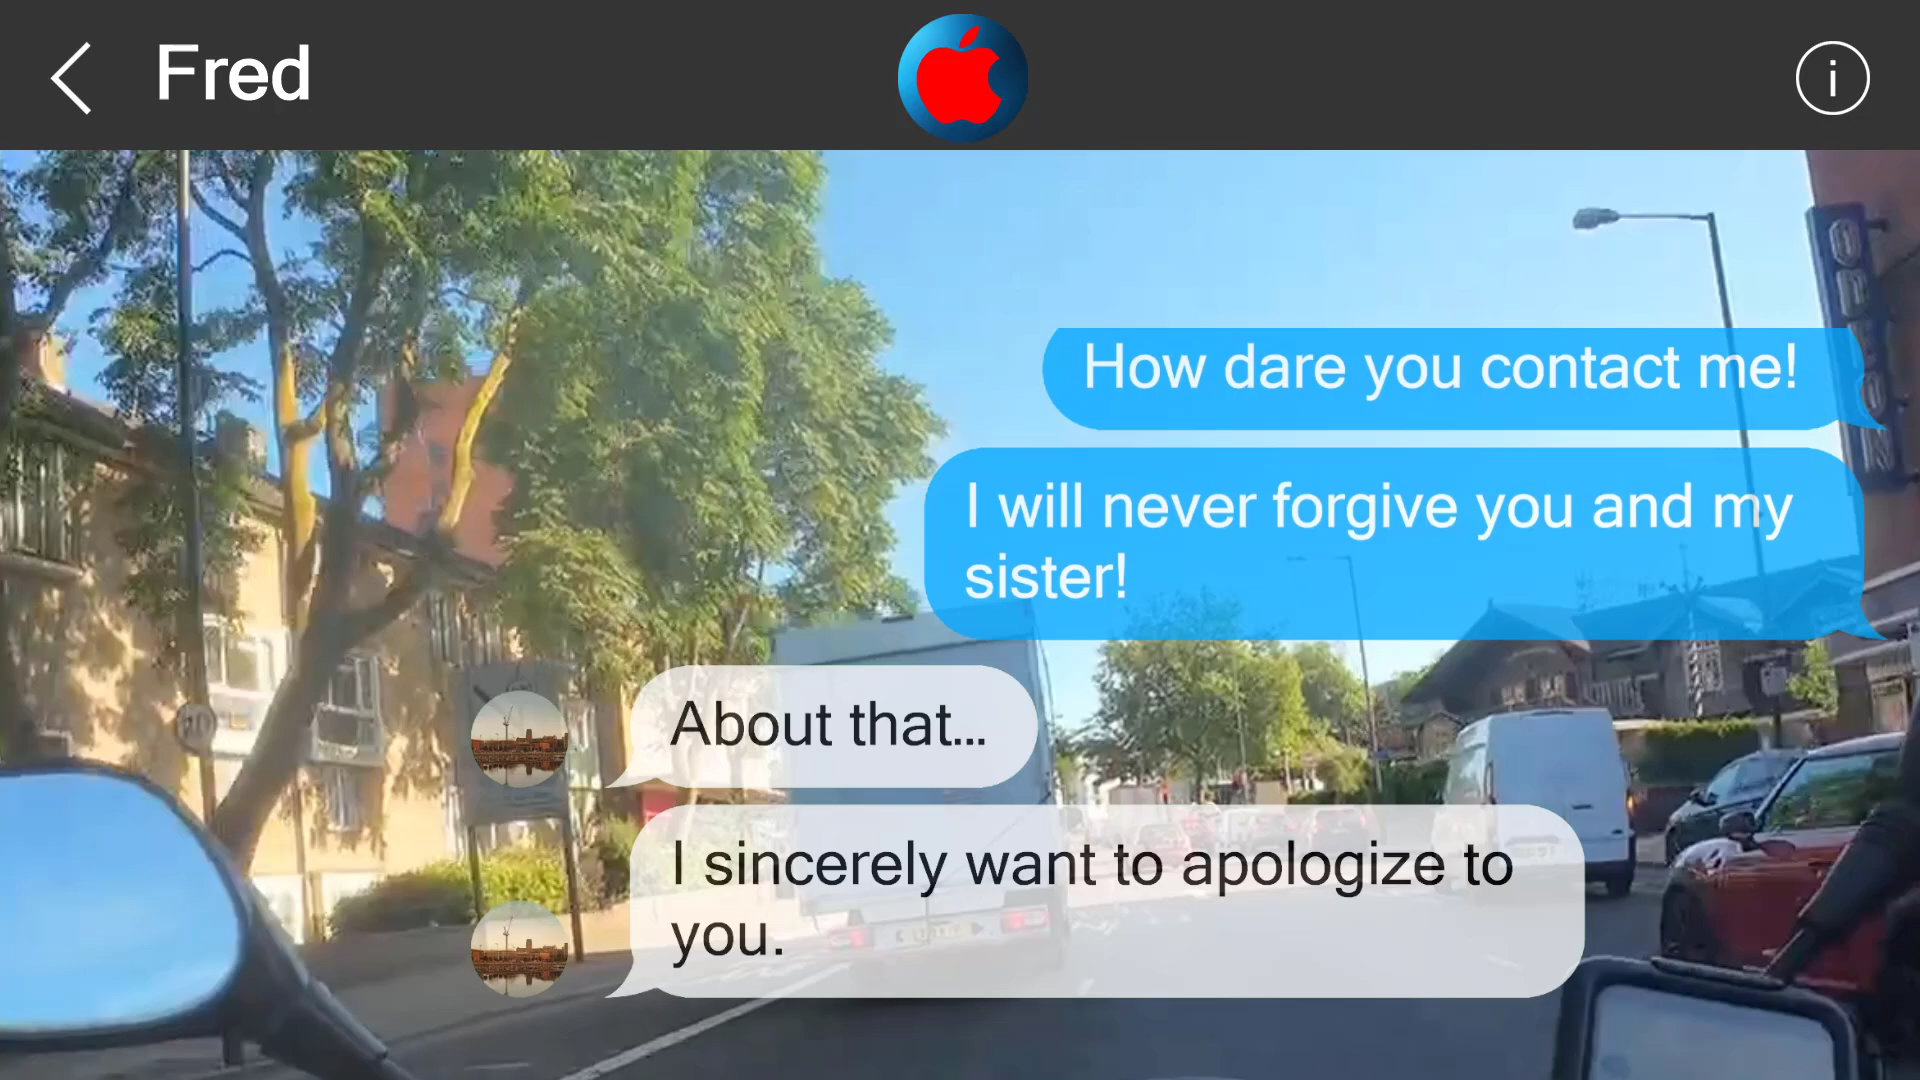 Fred
How dare you contact me!
I will never forgive you and my
sister!
About that...
I sincerely want to apologize to
you.